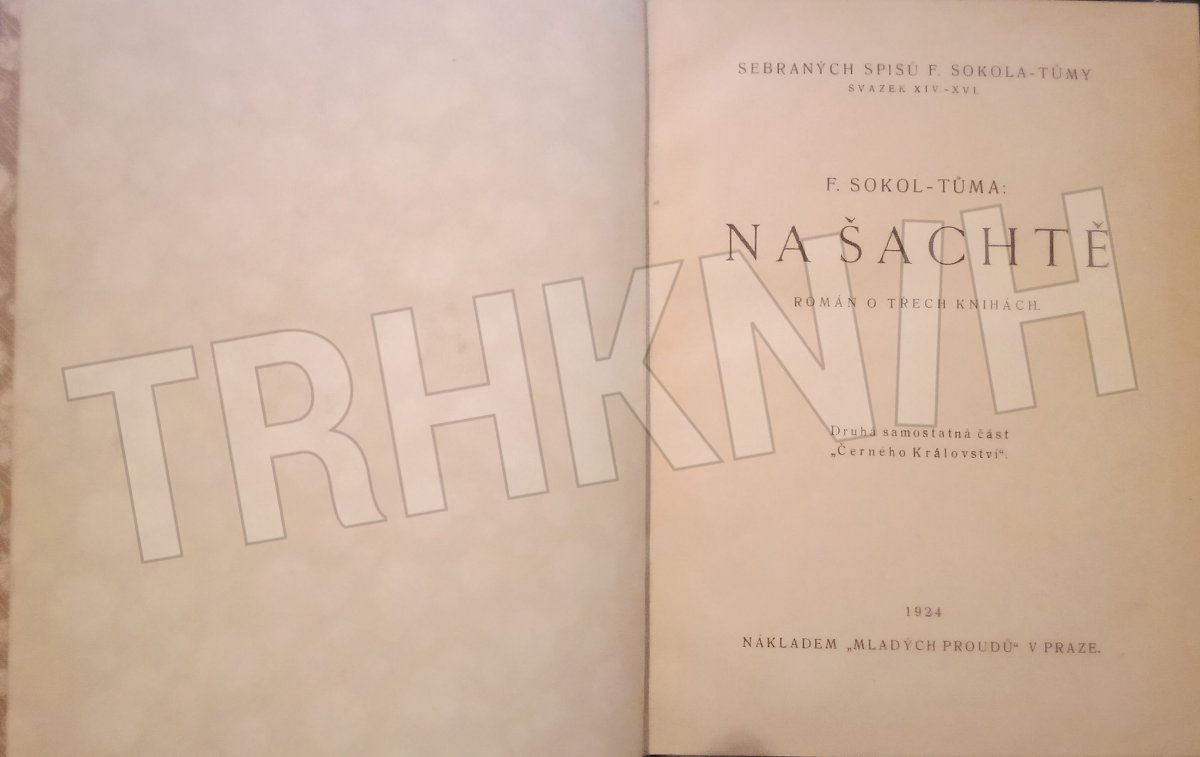 SEBRANÝCH SPISŮ F. SOKOLA-TŮMY
SVAZEK XIV.-XVI.
F. SOKOL-TŮMA:
NA ŠACHTĚ
ROMÁN O TŘECH KNIHÁCH.
Druhá samostatná část
„Černého Království".
1924
NÁKLADEM „MLADÝCH PROUDŮ" V PRAZE.
TRHKNIH